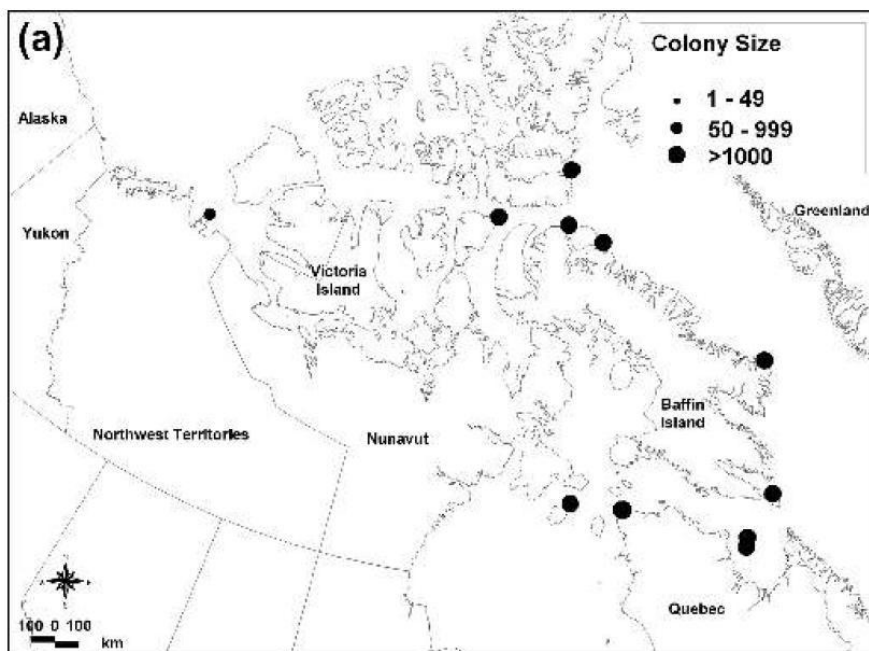 (a)
Colony Size
1 - 49
50 - 999
>1000
Alaska
Yukon
Greenland
Victoria
Island
Baffin
Island
Northwest Territories
Nunavut
Quebec
100 0 100
km